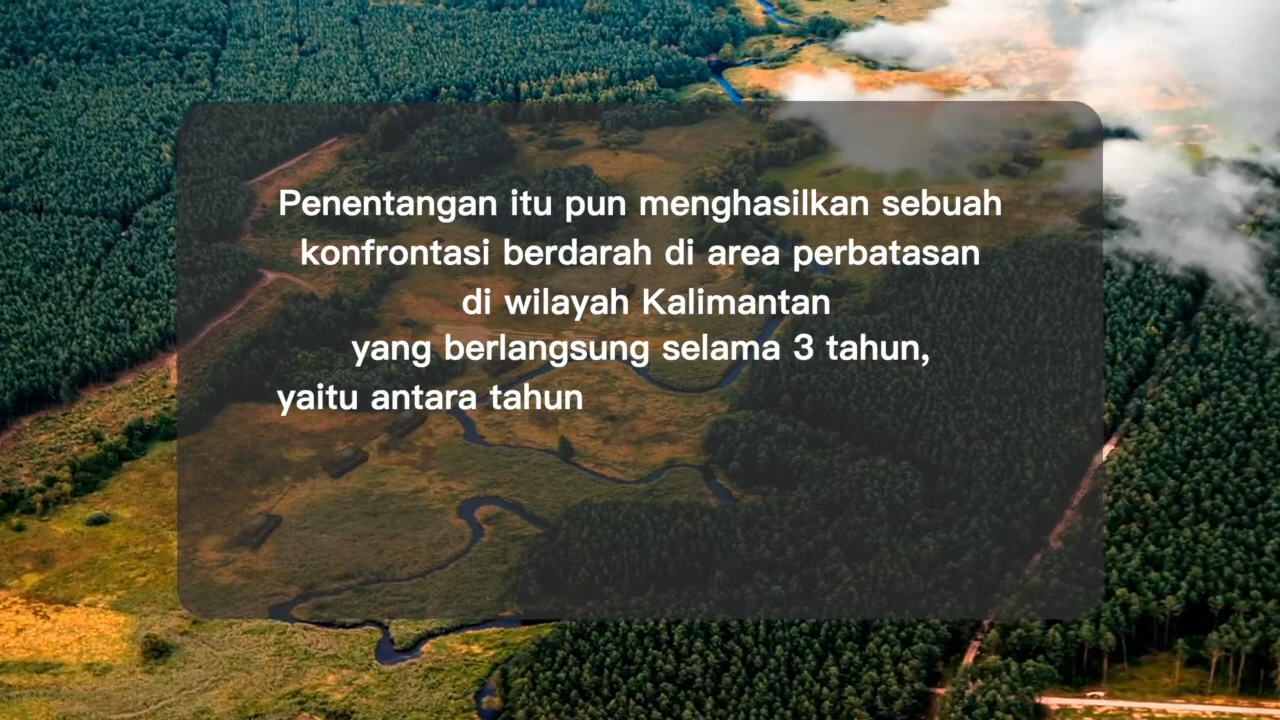 Penentangan itu pun menghasilkan sebuah
konfrontasi berdarah di area perbatasan
di wilayah Kalimantan
yang berlangsung selama 3 tahun,
yaitu antara tahun